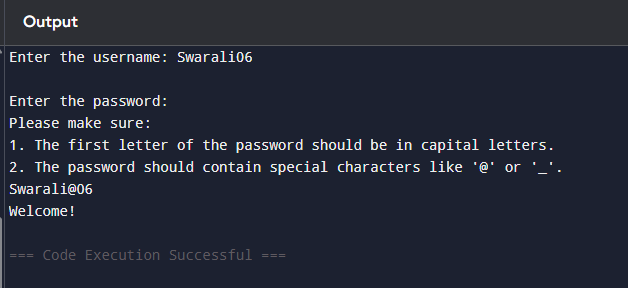 Output
Enter the username: Swarali06
Enter the password:
Please make sure:
1. The first letter of the password should be in capital letters.
2. The password should contain special characters like '@' or '_'.
Swarali@06
Welcome!
=== Code Execution Successful ===